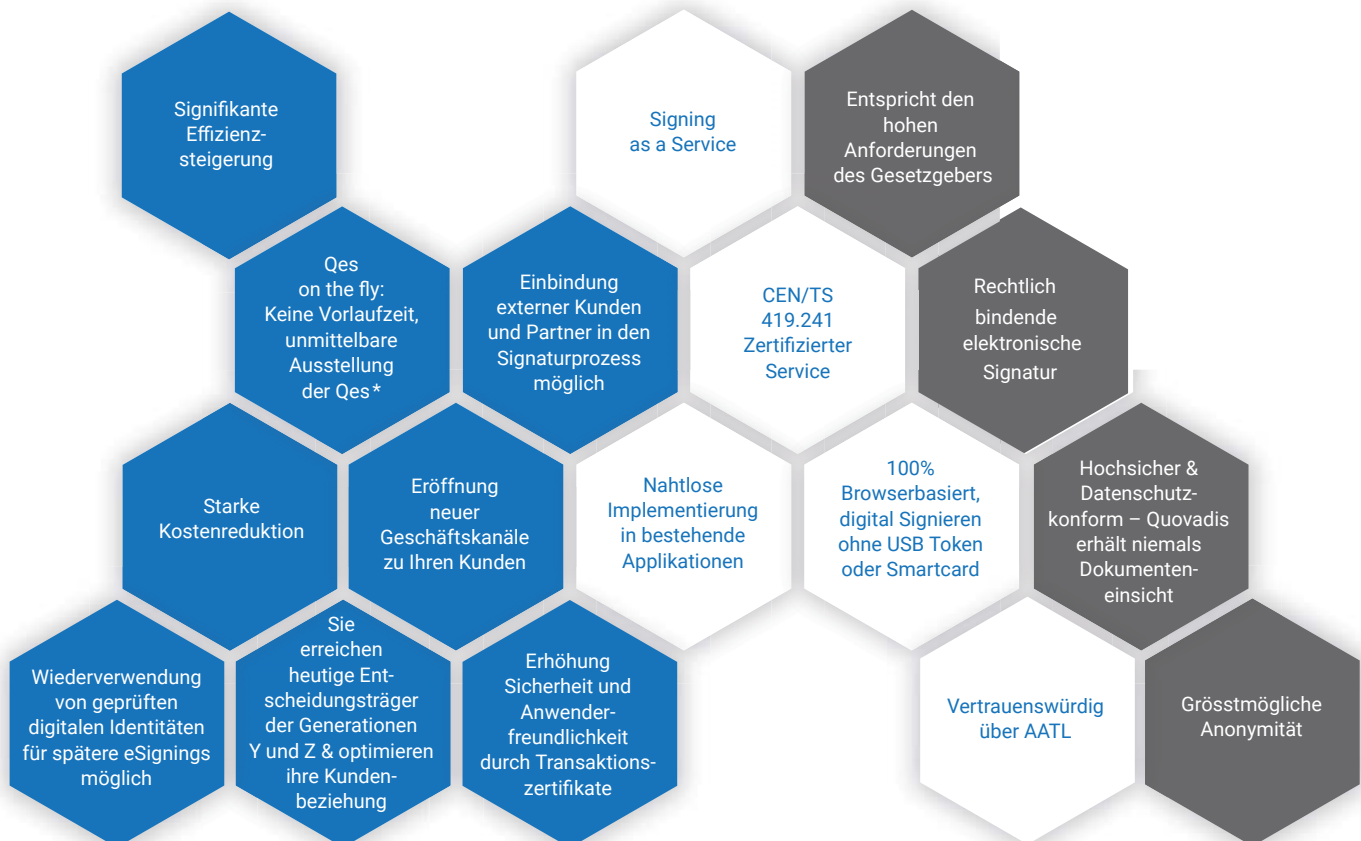 Signifikante
Effizienz-
steigerung
Signing
as a Service
Entspricht den
hohen
Anforderungen
des Gesetzgebers
Qes
on the fly:
Keine Vorlaufzeit,
unmittelbare
Ausstellung
der Qes*
Einbindung
externer Kunden
und Partner in den
Signaturprozess
möglich
CEN/TS
419.241
Zertifizierter
Service
Rechtlich
bindende
elektronische
Signatur
Starke
Kostenreduktion
Eröffnung
neuer
Geschäftskanäle
zu Ihren Kunden
Nahtlose
Implementierung
in bestehende
Applikationen
100%
Browserbasiert,
digital Signieren
ohne USB Token
oder Smartcard
Hochsicher &
Datenschutz-
konform – Quovadis
erhält niemals
Dokumenten-
einsicht
Wiederverwendung
von geprüften
digitalen Identitäten
für spätere eSignings
möglich
Sie
erreichen
heutige Ent-
scheidungsträger
der Generationen
Y und Z & optimieren
ihre Kunden-
beziehung
Erhöhung
Sicherheit und
Anwender-
freundlichkeit
durch Transaktions-
zertifikate
Vertrauenswürdig
über AATL
Grösstmögliche
Anonymität